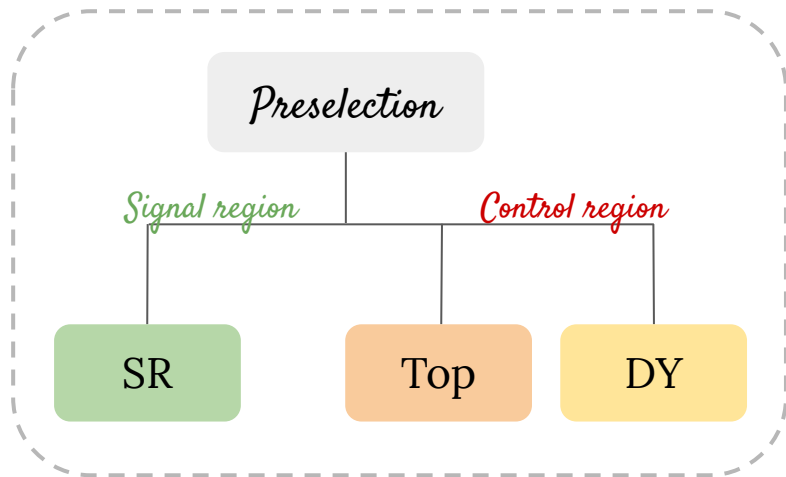 Preselection
Signal region
Control region
SR
Top
DY